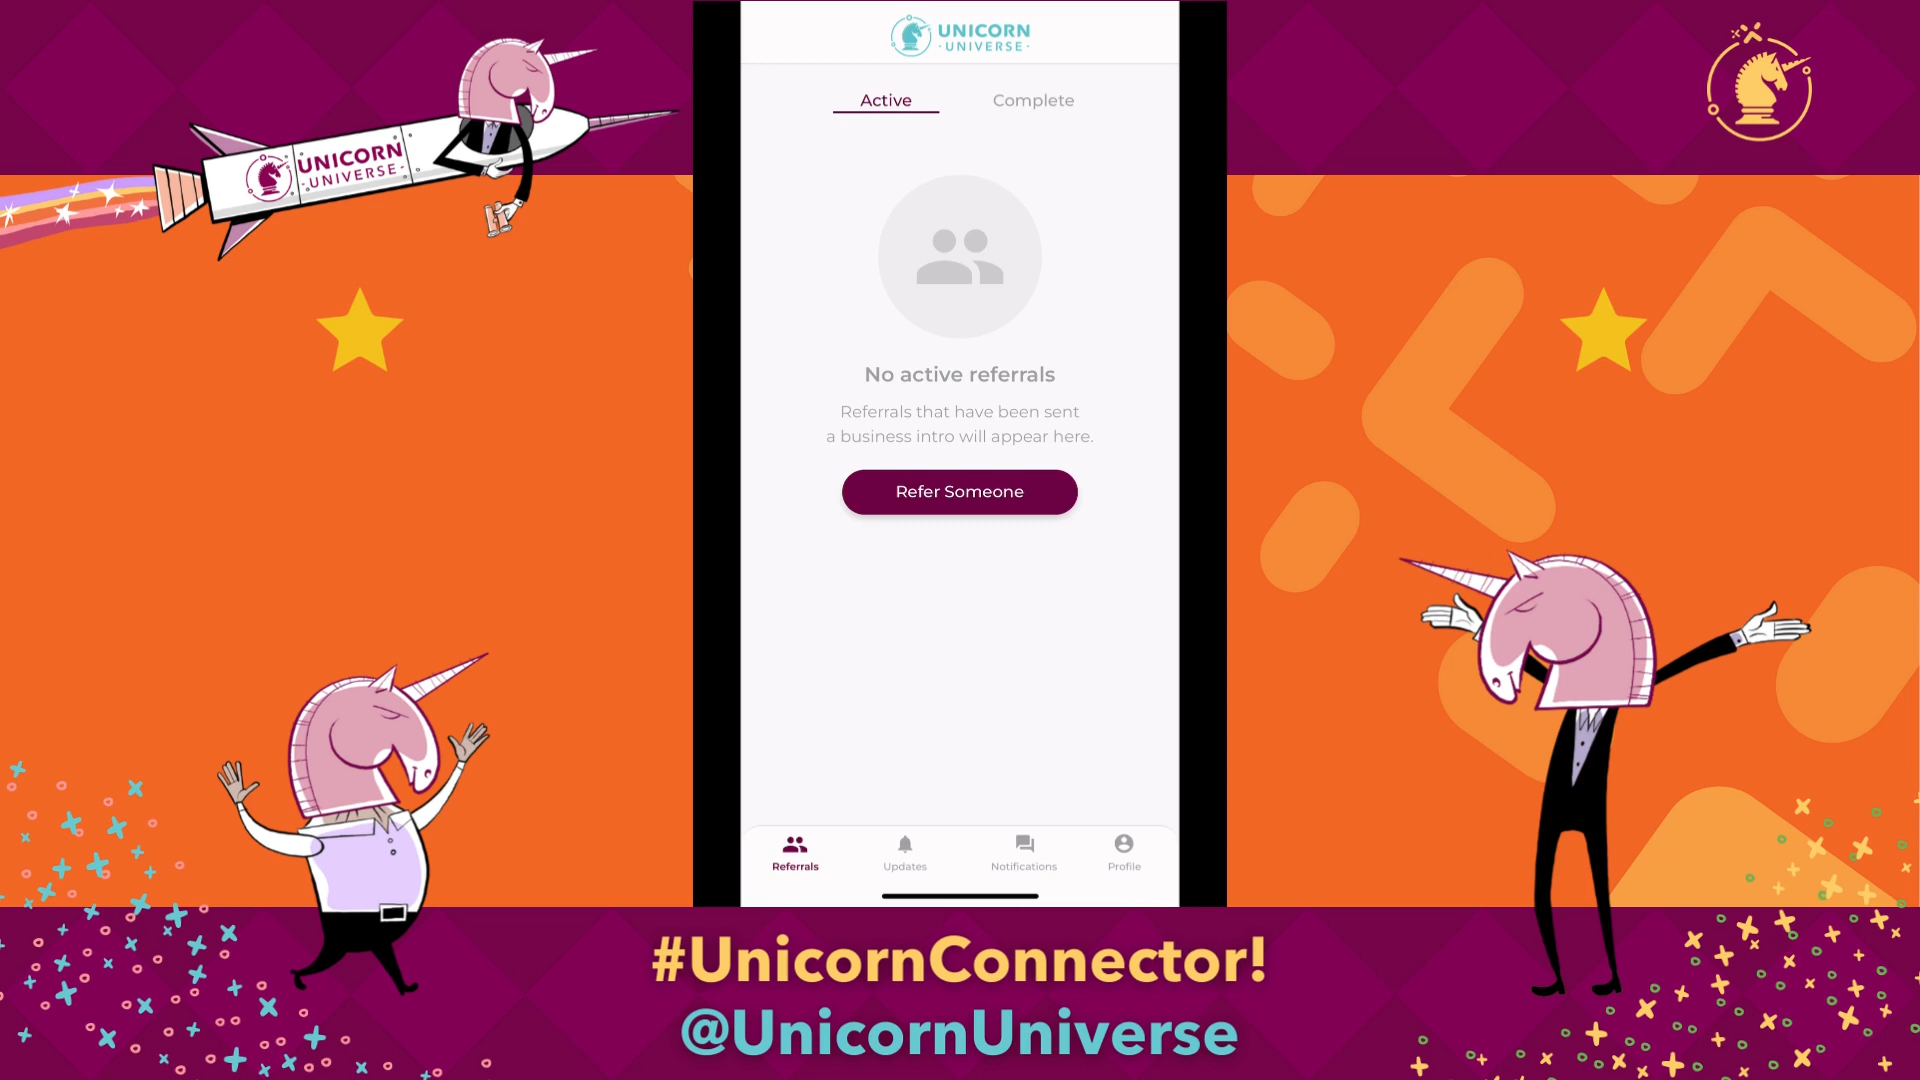 UNICORN
·UNIVERSE·
UNICORN
·UNIVERSE·
Active
Complete
No active referrals
Referrals that have been sent
a business intro will appear here.
Refer Someone
Referrals
Updates
Notifications
Profile
#UnicornConnector!
@UnicornUniverse